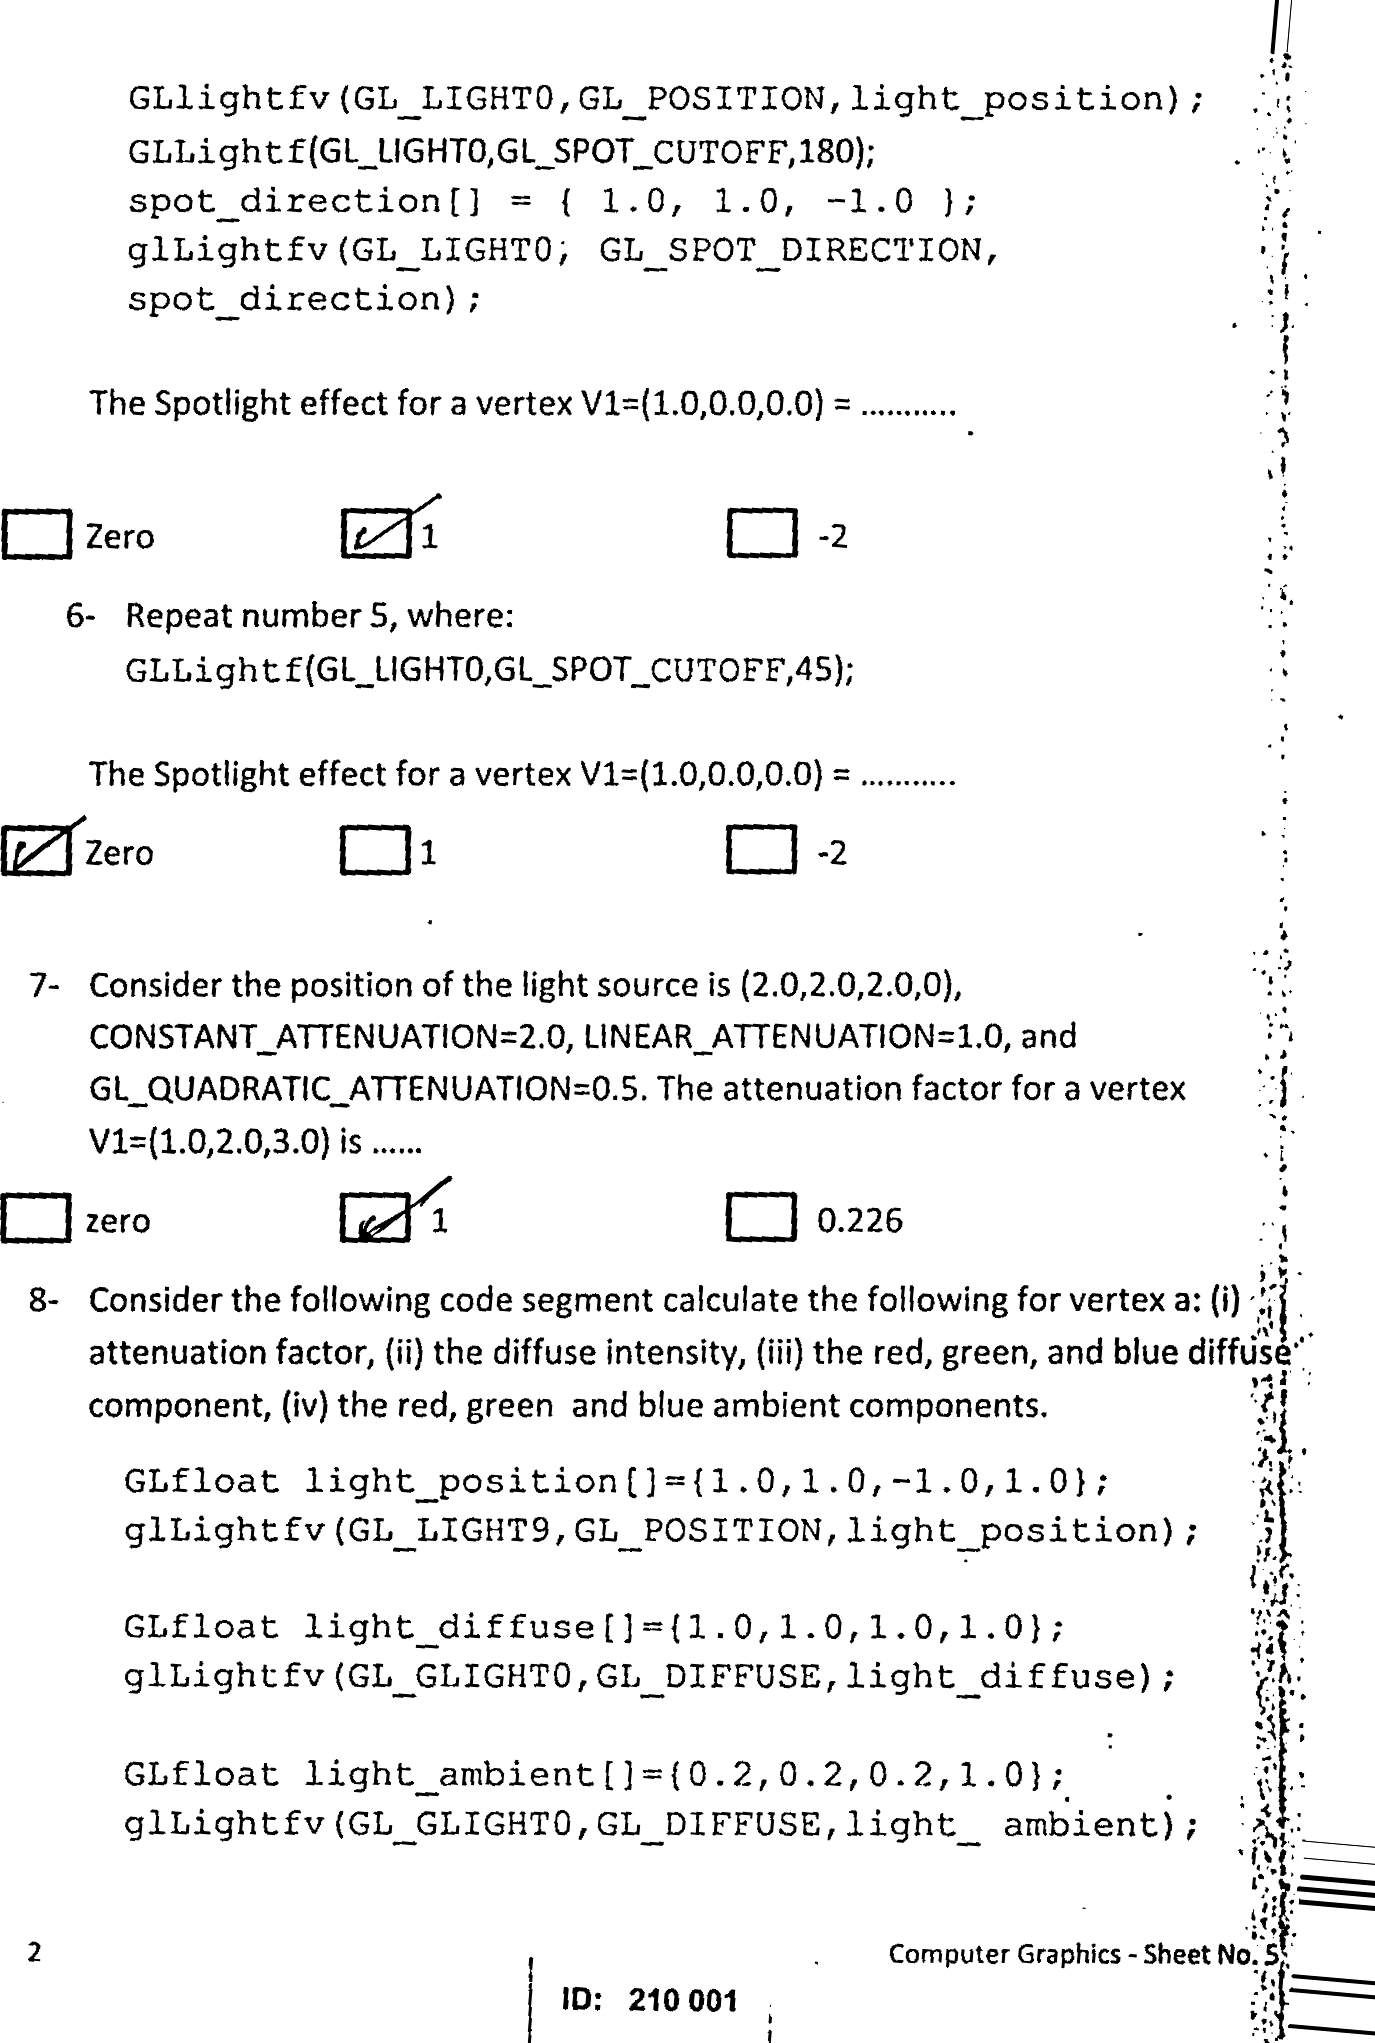 GLlightfv(GL_LIGHT0,GL_POSITION,light_position);
GLLightf(GL_LIGHT0,GL_SPOT_CUTOFF,180);
spot_direction[] = { 1.0, 1.0, -1.0 };
glLightfv(GL_LIGHT0; GL_SPOT_DIRECTION,
spot_direction);
The Spotlight effect for a vertex V1=(1.0,0.0,0.0) = ...........
Zero 1 -2
6- Repeat number 5, where:
GLLightf(GL_LIGHT0,GL_SPOT_CUTOFF,45);
The Spotlight effect for a vertex V1=(1.0,0.0,0.0) = ...........
Zero 1 -2
7- Consider the position of the light source is (2.0,2.0,2.0,0),
CONSTANT_ATTENUATION=2.0, LINEAR_ATTENUATION=1.0, and
GL_QUADRATIC_ATTENUATION=0.5. The attenuation factor for a vertex
V1=(1.0,2.0,3.0) is ......
zero 1 0.226
8- Consider the following code segment calculate the following for vertex a: (i)
attenuation factor, (ii) the diffuse intensity, (iii) the red, green, and blue diffuse
component, (iv) the red, green and blue ambient components.
GLfloat light_position[]={1.0,1.0,-1.0,1.0};
glLightfv(GL_LIGHT9,GL_POSITION,light_position);
GLfloat light_diffuse[]={1.0,1.0,1.0,1.0};
glLightfv(GL_GLIGHT0,GL_DIFFUSE,light_diffuse);
GLfloat light_ambient[]={0.2,0.2,0.2,1.0};
glLightfv(GL_GLIGHT0,GL_DIFFUSE,light_ ambient);
2 Computer Graphics - Sheet No. 5
ID: 210 001